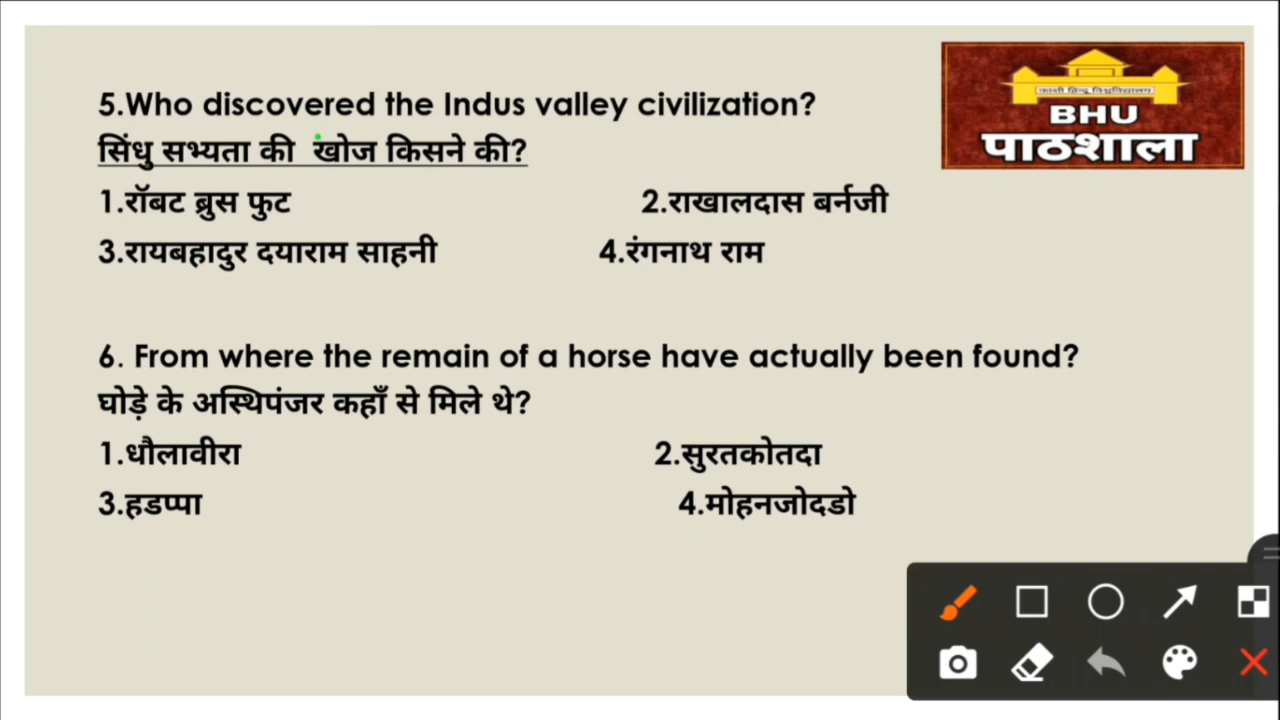 5.Who discovered the Indus valley civilization?
सिंधु सभ्यता की खोज किसने की?
1.रॉबट ब्रुस फुट 2.राखालदास बर्नजी
3.रायबहादुर दयाराम साहनी 4.रंगनाथ राम
6. From where the remain of a horse have actually been found?
घोड़े के अस्थिपंजर कहाँ से मिले थे?
1.धौलावीरा 2.सुरतकोतदा
3.हडप्पा 4.मोहनजोदडो
काशी हिन्दू विश्वविद्यालय
BHU
पाठशाला